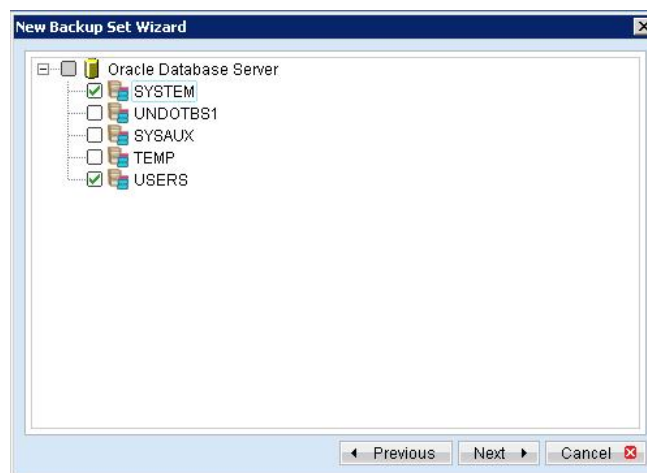 New Backup Set Wizard
Oracle Database Server
SYSTEM
UNDOTBS1
SYSAUX
TEMP
USERS
Previous Next Cancel